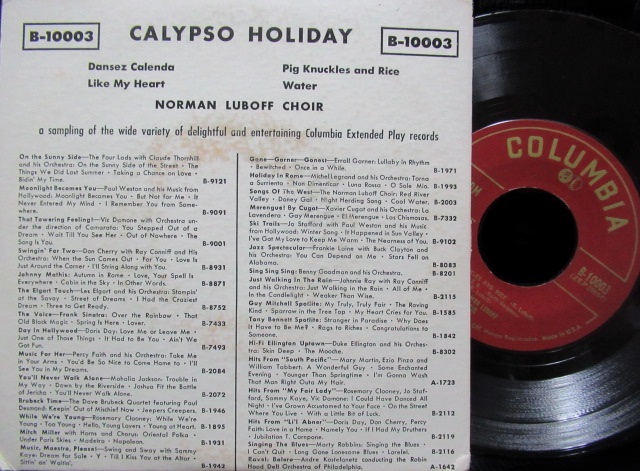 B-10003
CALYPSO HOLIDAY
B-10003
Dansez Calenda
Pig Knuckles and Rice
Like My Heart
Water
NORMAN LUBOFF CHOIR
a sampling of the wide variety of delightful and entertaining Columbia Extended Play records
On the Sunny Side—The Four Lads with Claude Thornhill
and his Orchestra: On the Sunny Side of the Street • The
Things We Did Last Summer • Taking a Chance on Love •
Bidin' My Time. B-9121
Moonlight Becomes You—Paul Weston and his Music from
Hollywood: Moonlight Becomes You • But Not for Me • It
Never Entered My Mind • I Remember You from Some-
where. B-9091
That Towering Feeling!—Vic Damone with Orchestra un-
der the direction of Camarata: You Stepped Out of a
Dream • Wait Till You See Her • Out of Nowhere • The
Song Is You. B-9001
Swingin' For Two—Don Cherry with Ray Conniff and His
Orchestra: When the Sun Comes Out • For You • Love Is
Just Around the Corner • I'll String Along with You.
B-8931
Johnny Mathis: Autumn in Rome • Love, Your Spell Is
Everywhere • Cabin in the Sky • In Other Words.
B-8871
The Elgart Touch—Les Elgart and his Orchestra: Stompin'
at the Savoy • Street of Dreams • I Had the Craziest
Dream • Three to Get Ready. B-8752
The Voice—Frank Sinatra: Over the Rainbow • That
Old Black Magic • Spring Is Here • Lover. B-7433
Day In Hollywood—Doris Day: Love Me or Leave Me •
Just One of Those Things • It Had to Be You • Ain't We
Got Fun. B-7493
Music For Her—Percy Faith and his Orchestra: Take Me
in Your Arms • You'd Be So Nice to Come Home to • I'll
See You in My Dreams. B-2084
You'll Never Walk Alone—Mahalia Jackson: Trouble in
My Way • Down by the Riverside • Joshua Fit the Battle
of Jericho • You'll Never Walk Alone. B-2072
Brubeck Time—The Dave Brubeck Quartet featuring Paul
Desmond: Keepin' Out of Mischief Now • Jeepers Creepers.
B-1946
While We're Young—Rosemary Clooney: While We're
Young • Too Young • Hello, Young Lovers • Young at Heart.
B-1895
Mitch Miller with Horns and Chorus: Oriental Polka •
Under Paris Skies • Madeira • Napoleon. B-1931
Music, Maestro, Please!—Swing and Sway with Sammy
Kaye: Dream for Sale • Y • Till I Kiss You at the Altar •
Sittin' an' Waitin'. B-1942
Gone—Garner—Gonest—Erroll Garner: Lullaby in Rhythm
• Bewitched • Once in a While. B-1971
Holiday In Rome—Michel Legrand and his Orchestra: Torna
a Surriento • Non Dimenticar • Luna Rossa • O Sole Mio.
B-1993
Songs Of The West—The Norman Luboff Choir: Red River
Valley • Doney Gal • Night Herding Song • Cool Water.
B-2003
Merengue! By Cugat—Xavier Cugat and his Orchestra: La
Lavendera • Gay Merengue • El Merengue • Los Chismosas.
B-7332
Ski Trails—Jo Stafford with Paul Weston and his Music
from Hollywood: Winter Song • It Happened in Sun Valley •
I've Got My Love to Keep Me Warm • The Nearness of You.
B-9102
Jazz Spectacular—Frankie Laine with Buck Clayton and
his Orchestra: You Can Depend on Me • Stars Fell on
Alabama. B-8083
Sing Sing Sing: Benny Goodman and his Orchestra.
B-8201
Just Walking In The Rain—Johnnie Ray with Ray Conniff
and his Orchestra: Just Walking in the Rain • All of Me •
In the Candlelight • Weaker Than Wise. B-2115
Guy Mitchell Spotlite: My Truly, Truly Fair • The Roving
Kind • Sparrow in the Tree Top • My Heart Cries for You.
B-1585
Tony Bennett Spotlite: Stranger in Paradise • Why Does
It Have to Be Me? • Rags to Riches • Congratulations to
Someone. B-1842
Hi-Fi Ellington Uptown—Duke Ellington and his Orches-
tra: Skin Deep • The Mooche. B-8302
Hits From "South Pacific"—Mary Martin, Ezio Pinza and
William Tabbert: A Wonderful Guy • Some Enchanted
Evening • Younger Than Springtime • I'm Gonna Wash
That Man Right Outa My Hair. A-1723
Hits From "My Fair Lady"—Rosemary Clooney, Jo Staf-
ford, Sammy Kaye, Vic Damone: I Could Have Danced All
Night • I've Grown Accustomed to Your Face • On the Street
Where You Live • With a Little Bit of Luck.
B-2112
Hits From "Li'l Abner"—Doris Day, Don Cherry, Percy
Faith: Love in a Home • Namely You • If I Had My Druthers
• Jubilation T. Cornpone. B-2119
Singing The Blues—Marty Robbins: Singing the Blues •
I Can't Quit • Long Gone Lonesome Blues • Lorelei.
B-2116
Ravel: Bolero—Andre Kostelanetz conducting the Robin
Hood Dell Orchestra of Philadelphia. A-1641
COLUMBIA
B-10003